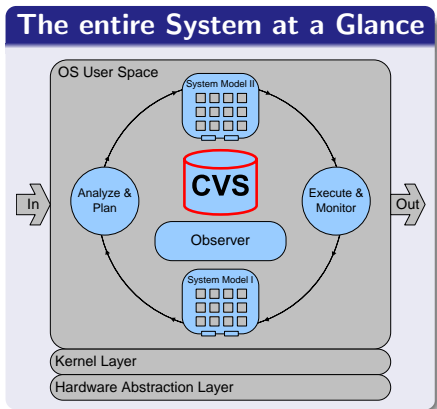 The entire System at a Glance
OS User Space
System Model II
CVS
In
Analyze &
Plan
Execute &
Monitor
Out
Observer
System Model I
Kernel Layer
Hardware Abstraction Layer